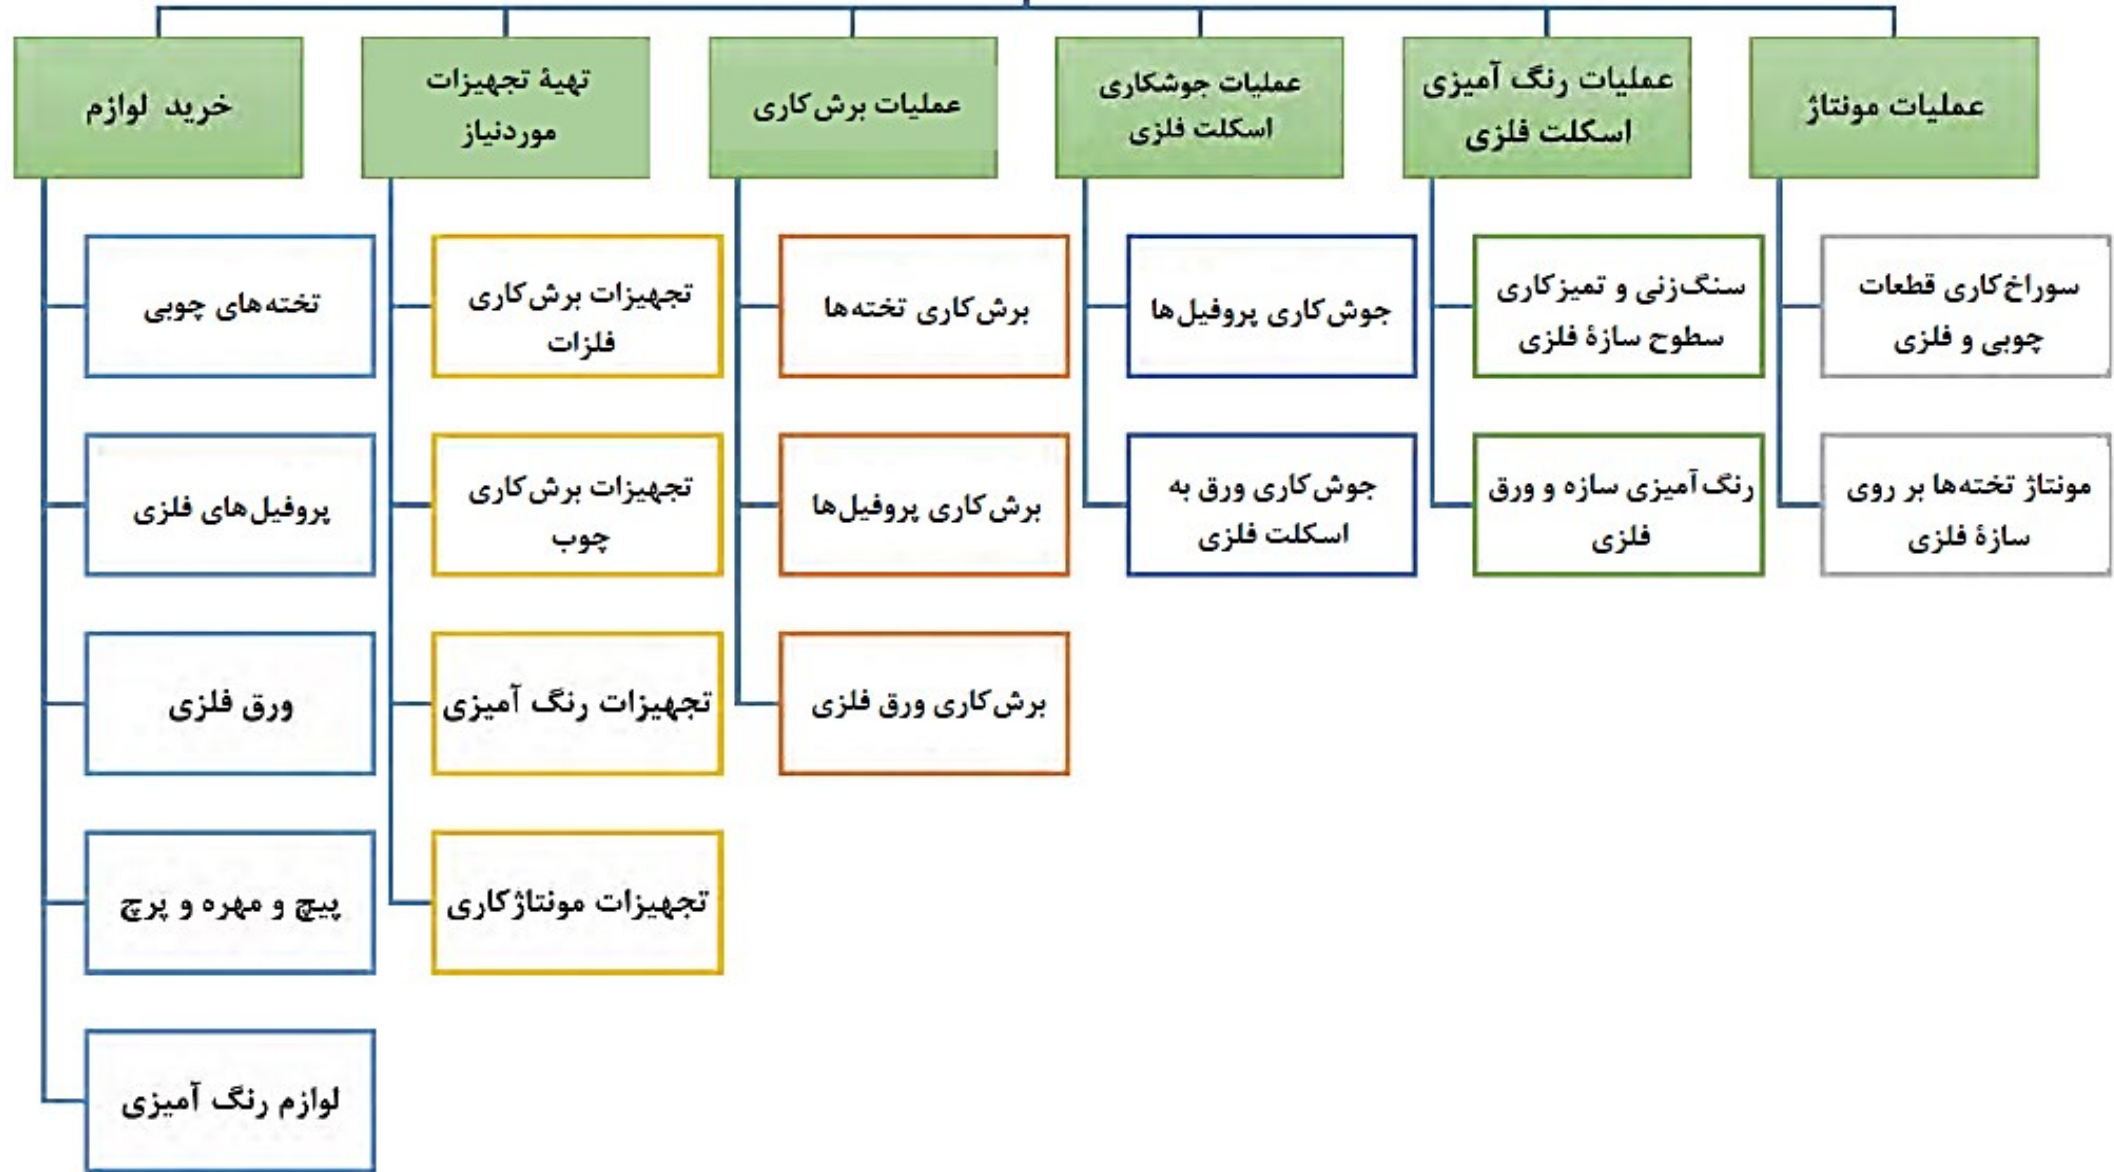 خرید لوازم
تهیۀ تجهیزات
موردنیاز
عملیات برش‌کاری
عملیات جوشکاری
اسکلت فلزی
عملیات رنگ آمیزی
اسکلت فلزی
عملیات مونتاژ
تخته‌های چوبی
پروفیل‌های فلزی
ورق فلزی
پیچ و مهره و پرچ
لوازم رنگ آمیزی
تجهیزات برش‌کاری
فلزات
تجهیزات برش‌کاری
چوب
تجهیزات رنگ آمیزی
تجهیزات مونتاژکاری
برش‌کاری تخته‌ها
برش‌کاری پروفیل‌ها
برش‌کاری ورق فلزی
جوش‌کاری پروفیل‌ها
جوش‌کاری ورق به
اسکلت فلزی
سنگ‌زنی و تمیزکاری
سطوح سازۀ فلزی
رنگ‌آمیزی سازه و ورق
فلزی
سوراخ‌کاری قطعات
چوبی و فلزی
مونتاژ تخته‌ها بر روی
سازۀ فلزی